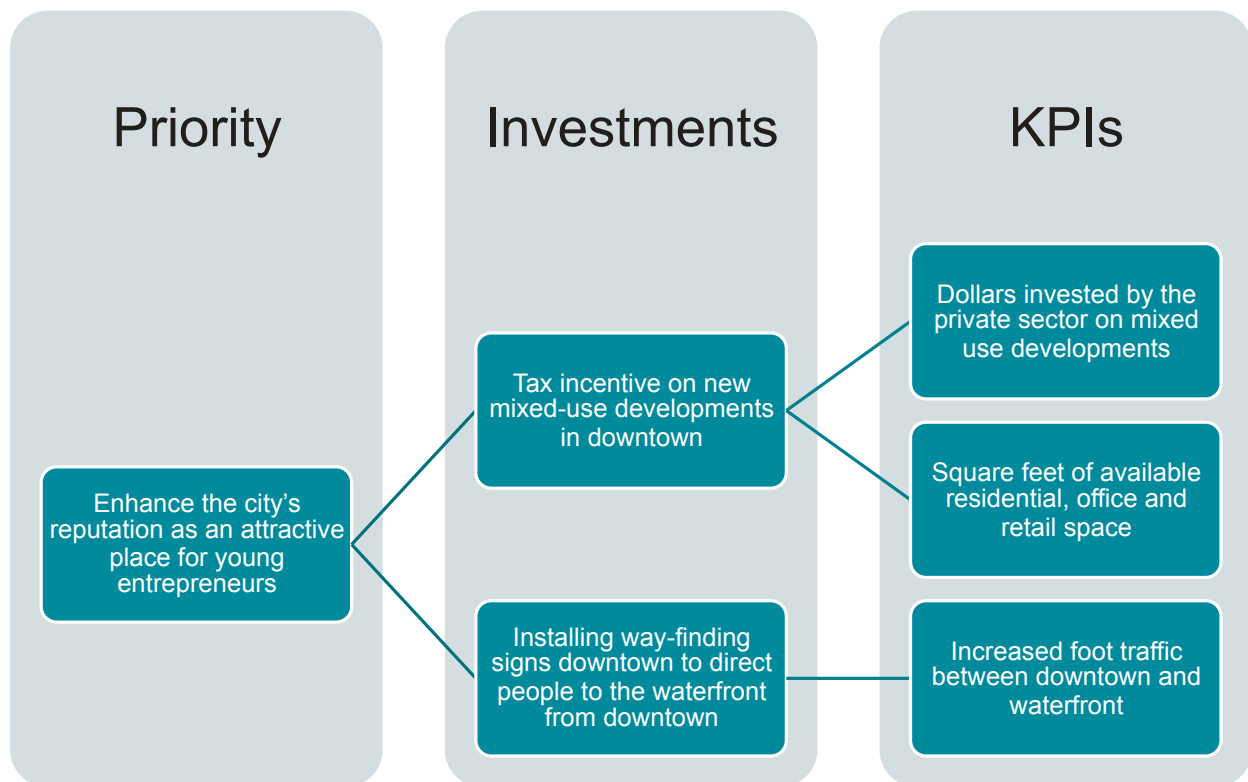 Priority
Investments
KPIs
Enhance the city’s
reputation as an attractive
place for young
entrepreneurs
Tax incentive on new
mixed-use developments
in downtown
Installing way-finding
signs downtown to direct
people to the waterfront
from downtown
Dollars invested by the
private sector on mixed
use developments
Square feet of available
residential, office and
retail space
Increased foot traffic
between downtown and
waterfront